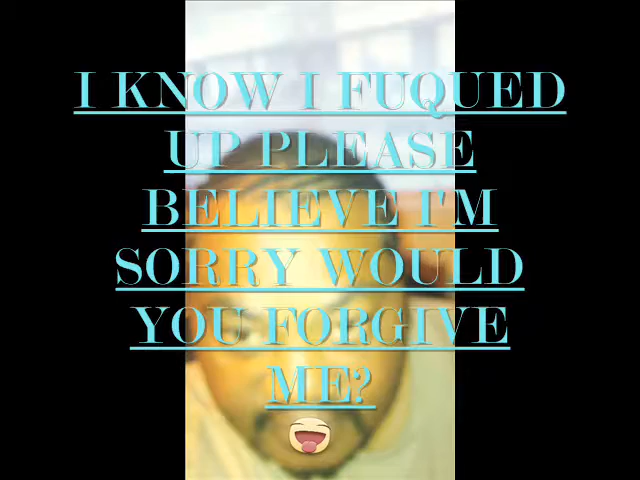 I KNOW I FUQUED
UP PLEASE
BELIEVE I'M
SORRY WOULD
YOU FORGIVE
ME?